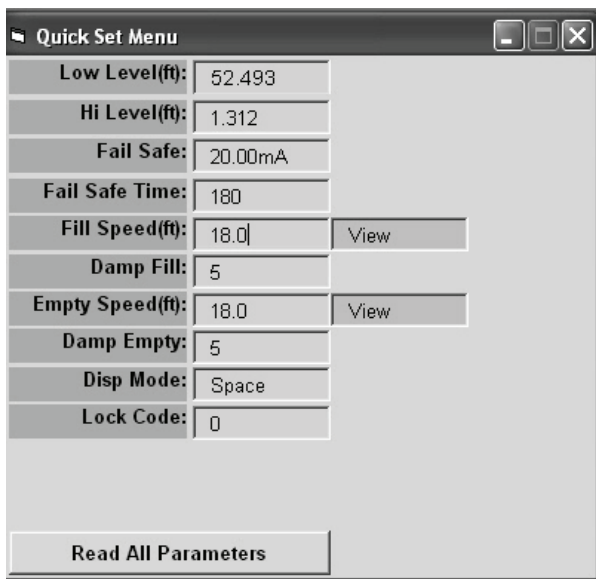 Quick Set Menu
Low Level(ft): 52.493
Hi Level(ft): 1.312
Fail Safe: 20.00mA
Fail Safe Time: 180
Fill Speed(ft): 18.0 View
Damp Fill: 5
Empty Speed(ft): 18.0 View
Damp Empty: 5
Disp Mode: Space
Lock Code: 0
Read All Parameters